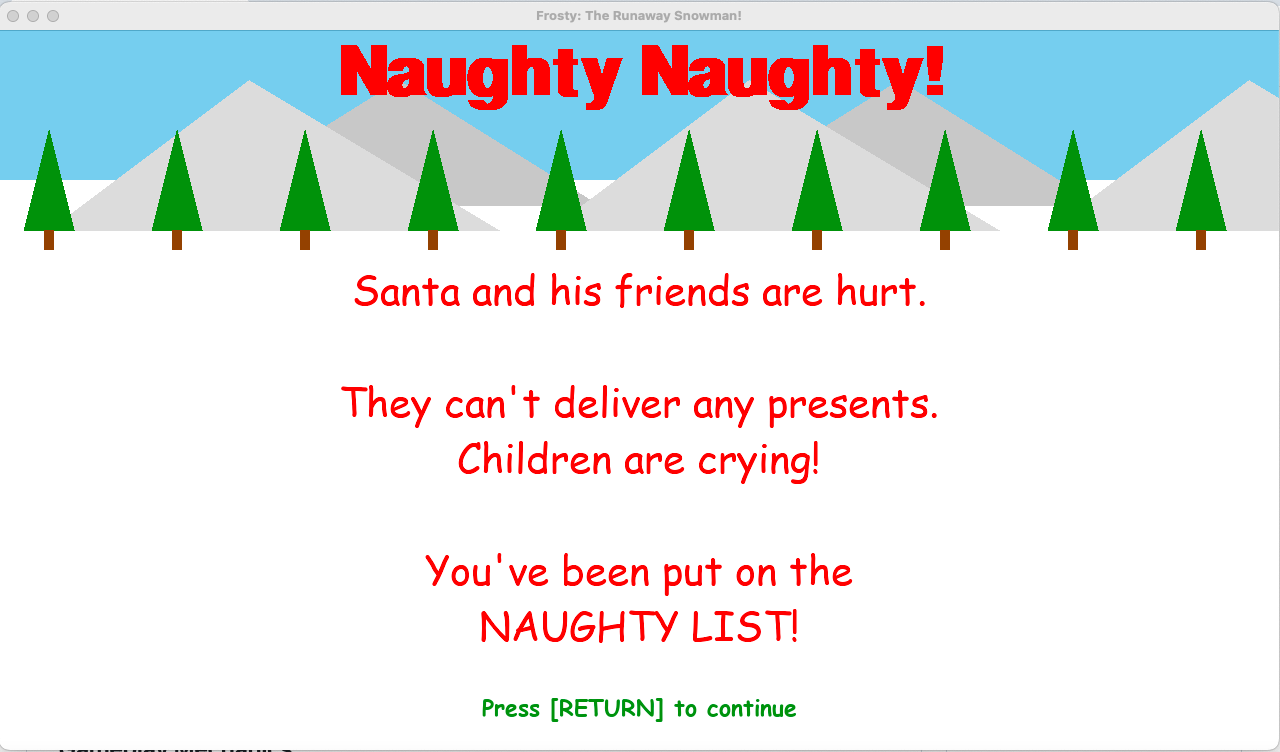 Frosty: The Runaway Snowman!
Naughty Naughty!
Santa and his friends are hurt.
They can't deliver any presents.
Children are crying!
You've been put on the
NAUGHTY LIST!
Press [RETURN] to continue